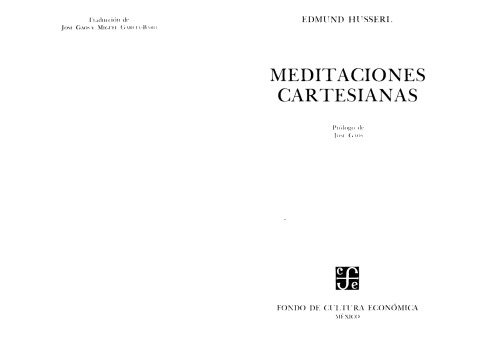 Traducción de
JOSÉ GAOS Y MIGUEL GARCÍA-BARÓ
EDMUND HUSSERL
MEDITACIONES
CARTESIANAS
Prólogo de
JOSÉ GAOS
cfe
FONDO DE CULTURA ECONÓMICA
MÉXICO